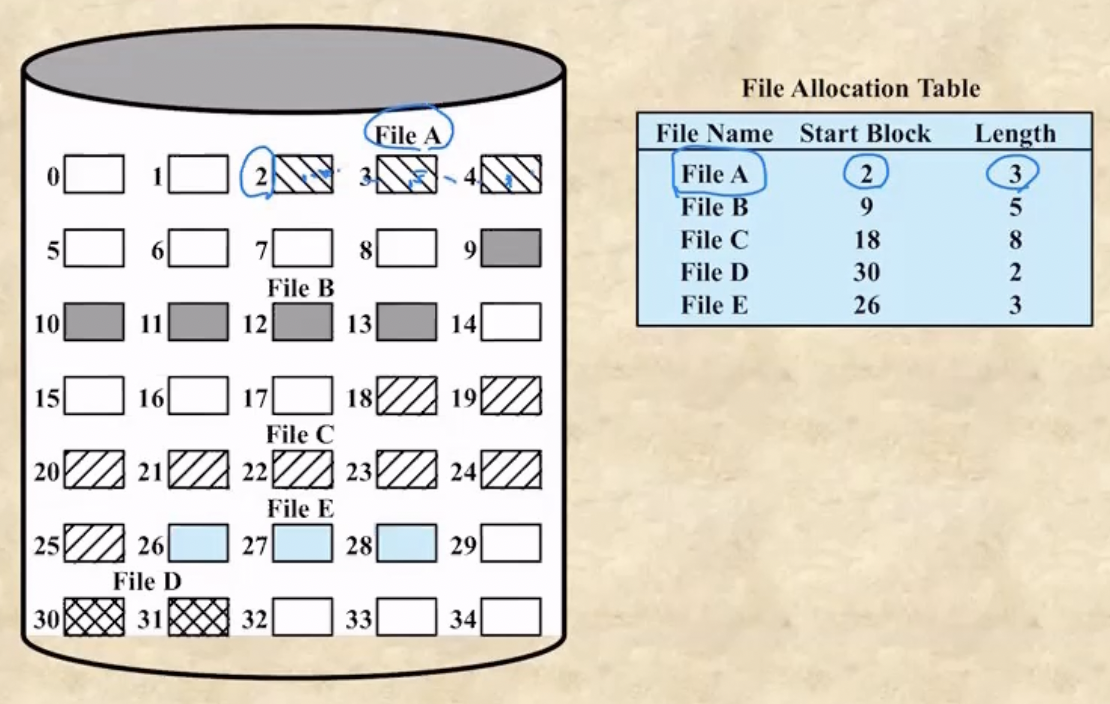 File Allocation Table
File Name Start Block Length
File A 2 3
File B 9 5
File C 18 8
File D 30 2
File E 26 3
File A
0 1 2 3 4
5 6 7 8 9
File B
10 11 12 13 14
15 16 17 18 19
File C
20 21 22 23 24
File E
25 26 27 28 29
File D
30 31 32 33 34